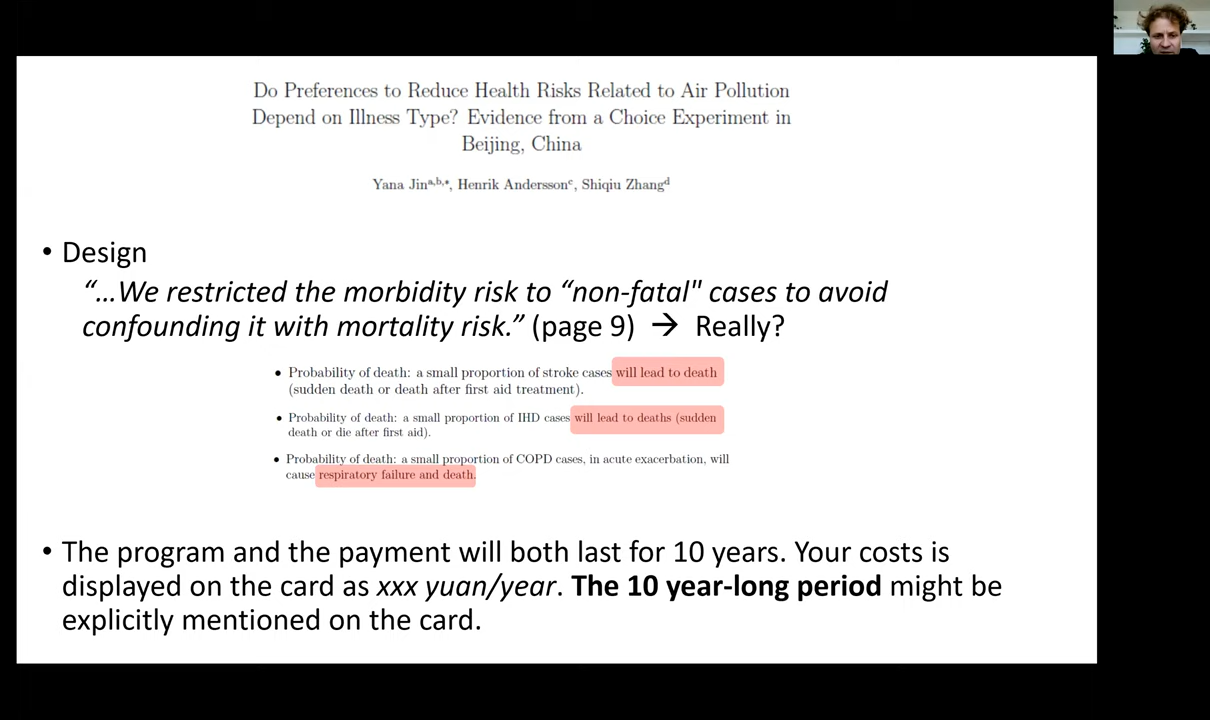 Do Preferences to Reduce Health Risks Related to Air Pollution
Depend on Illness Type? Evidence from a Choice Experiment in
Beijing, China
Yana Jinᵃ,ᵇ,*, Henrik Anderssonᶜ, Shiqiu Zhangᵈ
• Design
“…We restricted the morbidity risk to “non-fatal" cases to avoid
confounding it with mortality risk.” (page 9) → Really?
• Probability of death: a small proportion of stroke cases will lead to death
(sudden death or death after first aid treatment).
• Probability of death: a small proportion of IHD cases will lead to deaths (sudden
death or die after first aid).
• Probability of death: a small proportion of COPD cases, in acute exacerbation, will
cause respiratory failure and death.
• The program and the payment will both last for 10 years. Your costs is
displayed on the card as xxx yuan/year. The 10 year-long period might be
explicitly mentioned on the card.